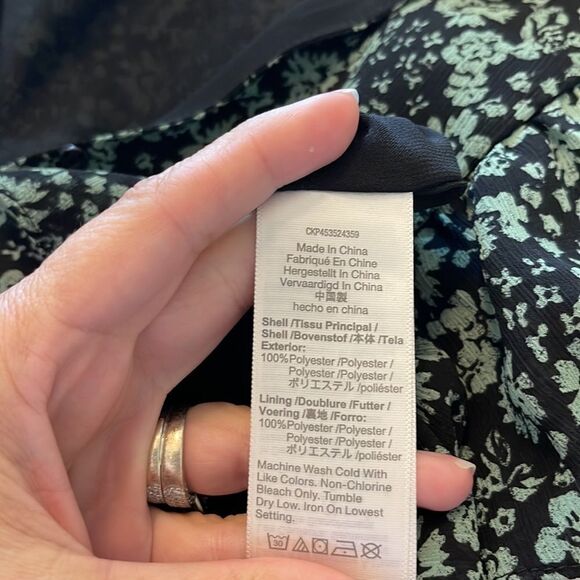 CKP453524359
Made In China
Fabriqué En Chine
Hergestellt In China
Vervaardigd In China
中国製
hecho en china
Shell /Tissu Principal /
Shell /Bovenstof /本体 /Tela
Exterior:
100%Polyester /Polyester/
Polyester /Polyester/
ポリエステル /poliéster
Lining /Doublure /Futter /
Voering /裏地 /Forro:
100%Polyester /Polyester/
Polyester /Polyester/
ポリエステル /poliéster
Machine Wash Cold With
Like Colors. Non-Chlorine
Bleach Only. Tumble
Dry Low. Iron On Lowest
Setting.
30